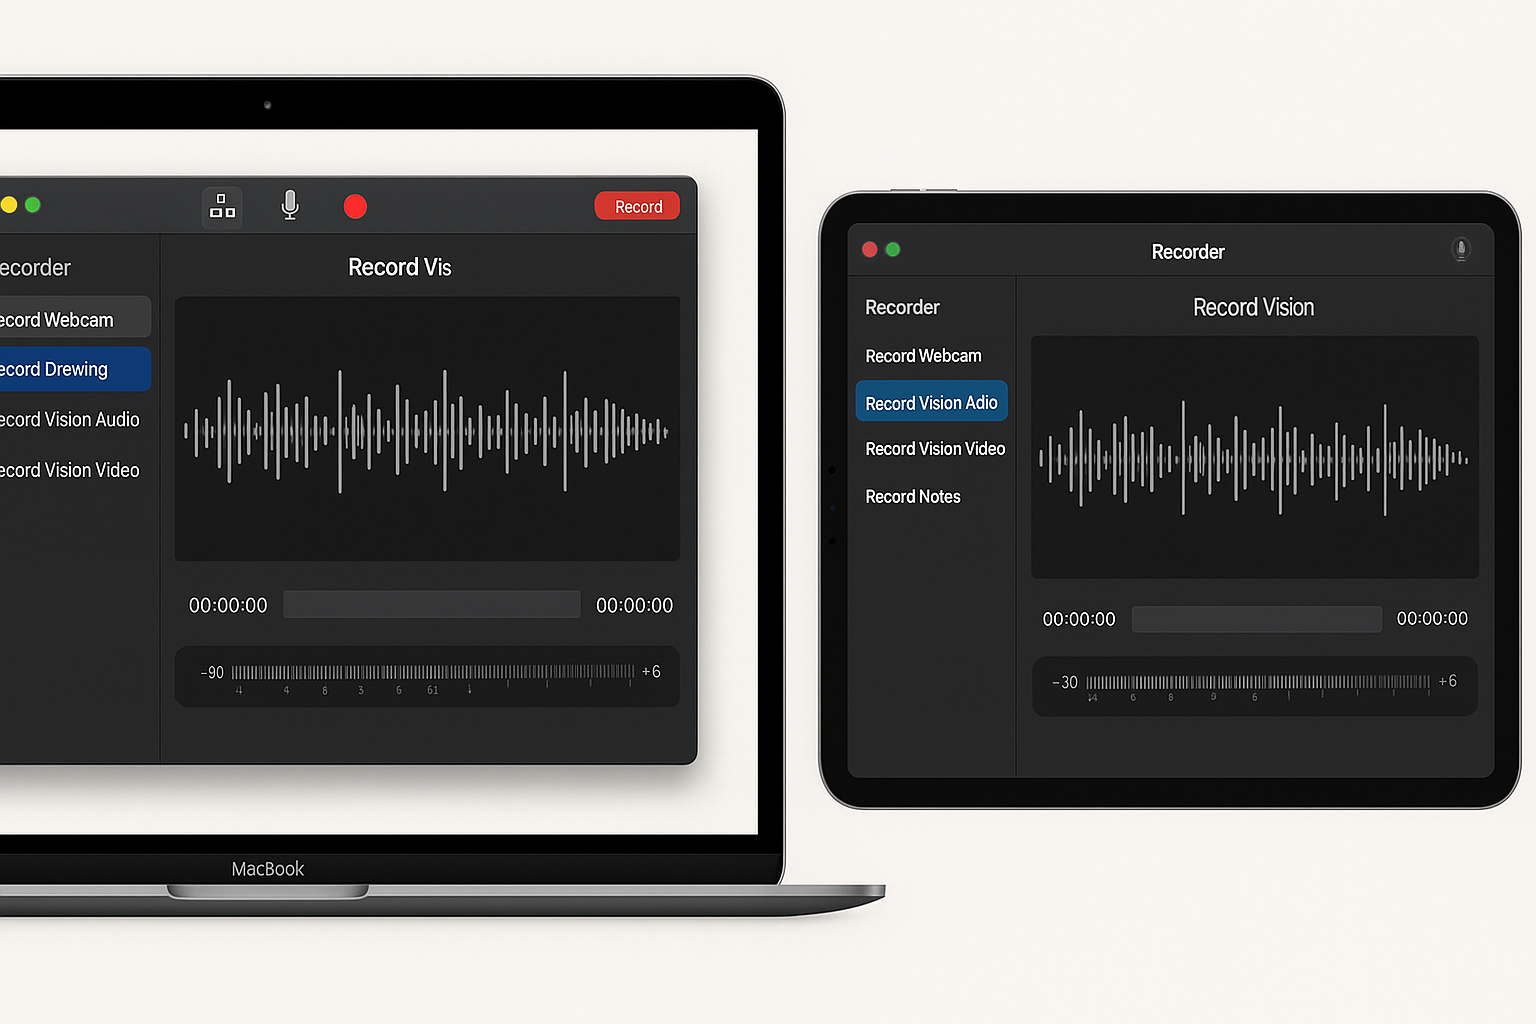 Record
ecorder
ecord Webcam
ecord Drewing
ecord Vision Audio
ecord Vision Video
Record Vis
00:00:00
00:00:00
-90
+6
4
8
3
6
61
MacBook
Recorder
Recorder
Record Webcam
Record Vision Adio
Record Vision Video
Record Notes
Record Vision
00:00:00
00:00:00
-30
+6
6
8
9
6